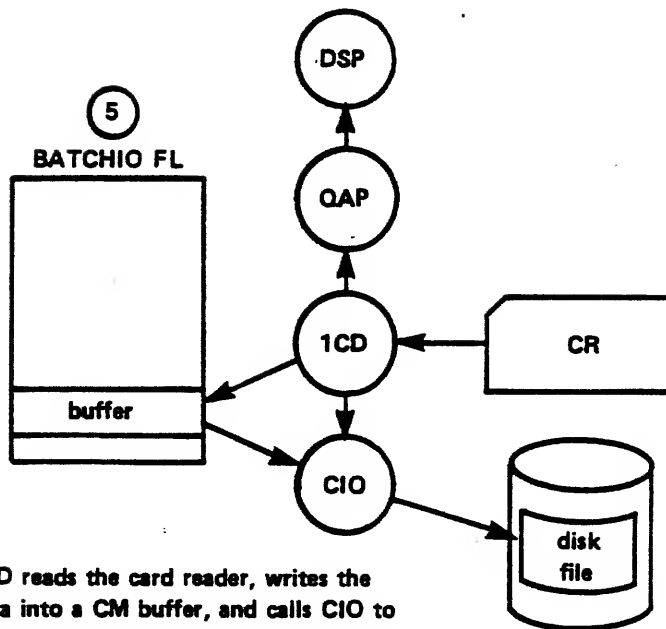 DSP
5
BATCHIO FL
QAP
1CD
CR
buffer
CIO
disk
file
D reads the card reader, writes the
a into a CM buffer, and calls CIO to